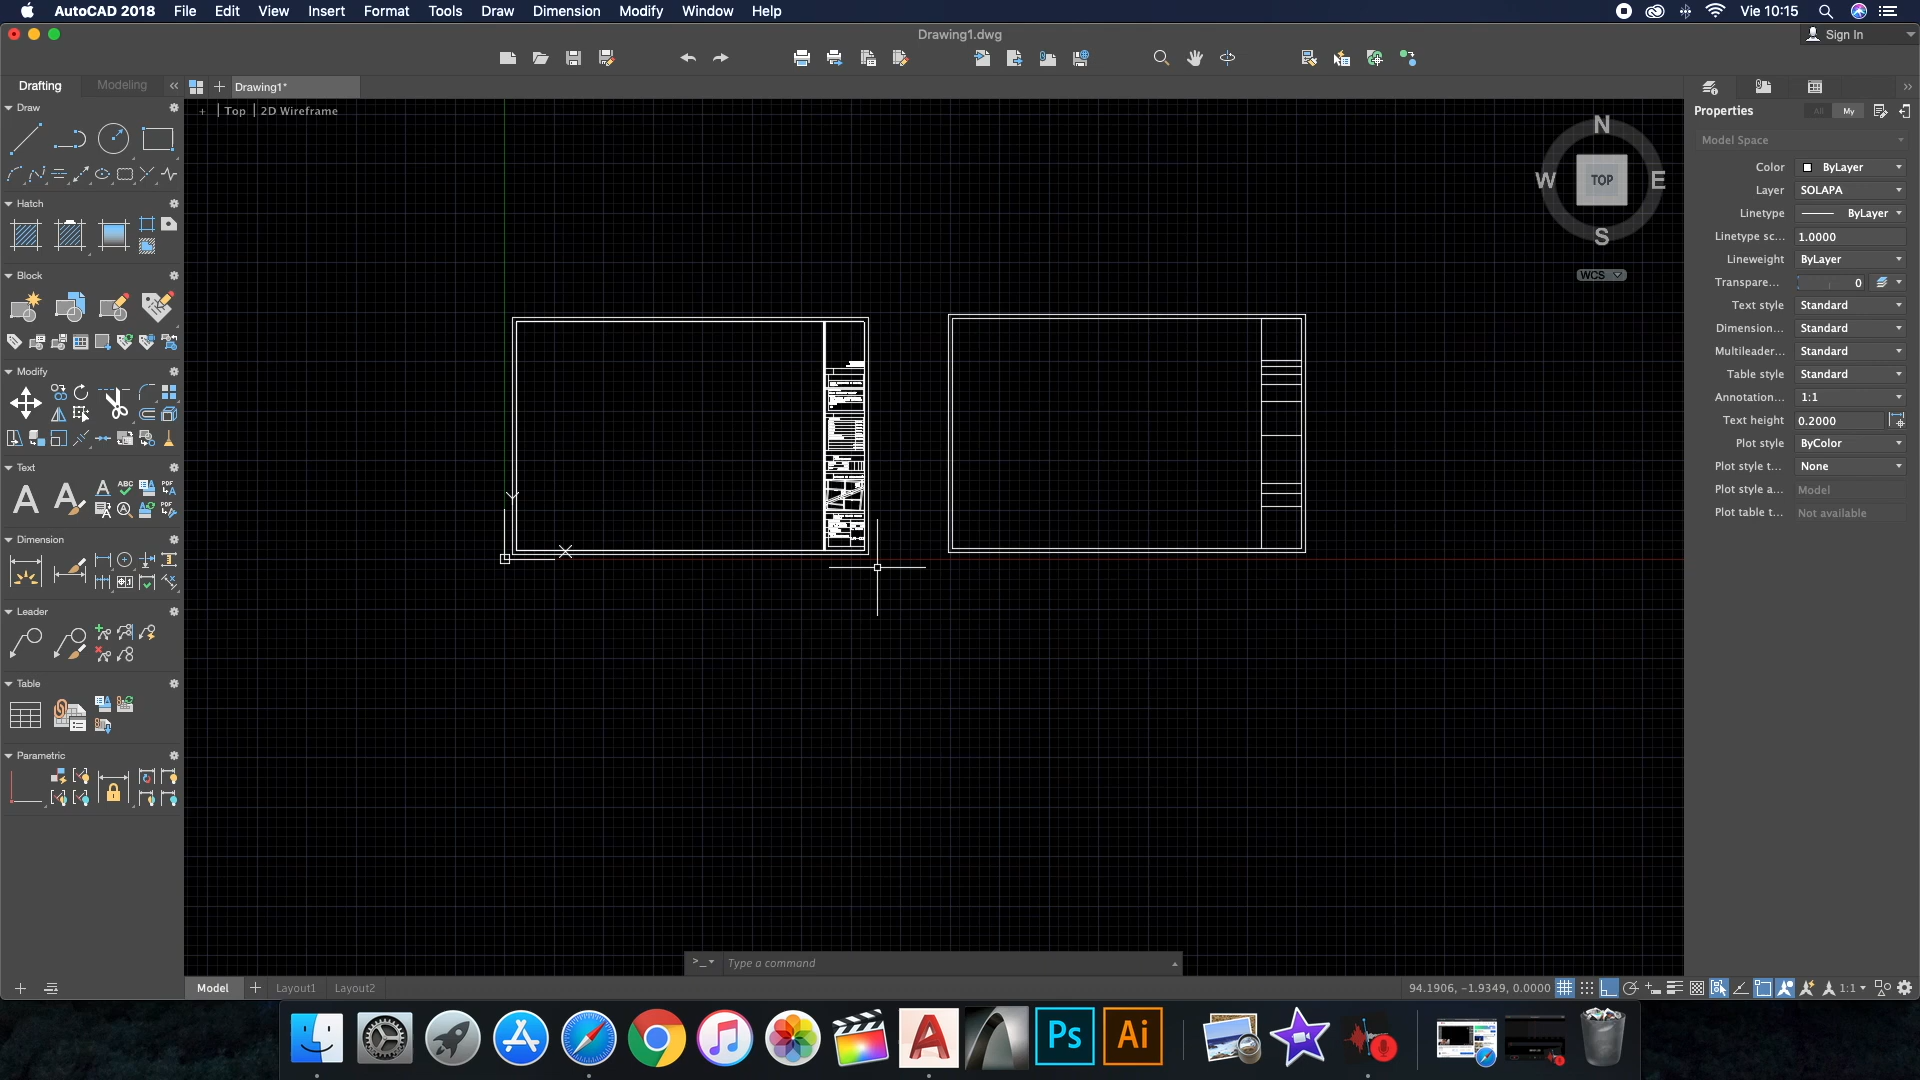 AutoCAD 2018 File Edit View Insert Format Tools Draw Dimension Modify Window Help Vie 10:15
Drawing1.dwg
Sign In
Drafting Modeling « Drawing1* »
+ | Top | 2D Wireframe
Draw
Hatch
Block
Modify
Text
ABC
PDF
PDF
Dimension
Leader
Table
Parametric
N
W TOP E
S
WCS
Properties All My
Model Space
Color ByLayer
Layer SOLAPA
Linetype ByLayer
Linetype sc... 1.0000
Lineweight ByLayer
Transpare... 0
Text style Standard
Dimension... Standard
Multileader... Standard
Table style Standard
Annotation... 1:1
Text height 0.2000
Plot style ByColor
Plot style t... None
Plot style a... Model
Plot table t... Not available
X
Type a command
Model + Layout1 Layout2
94.1906, -1.9349, 0.0000 1:1
Ps Ai